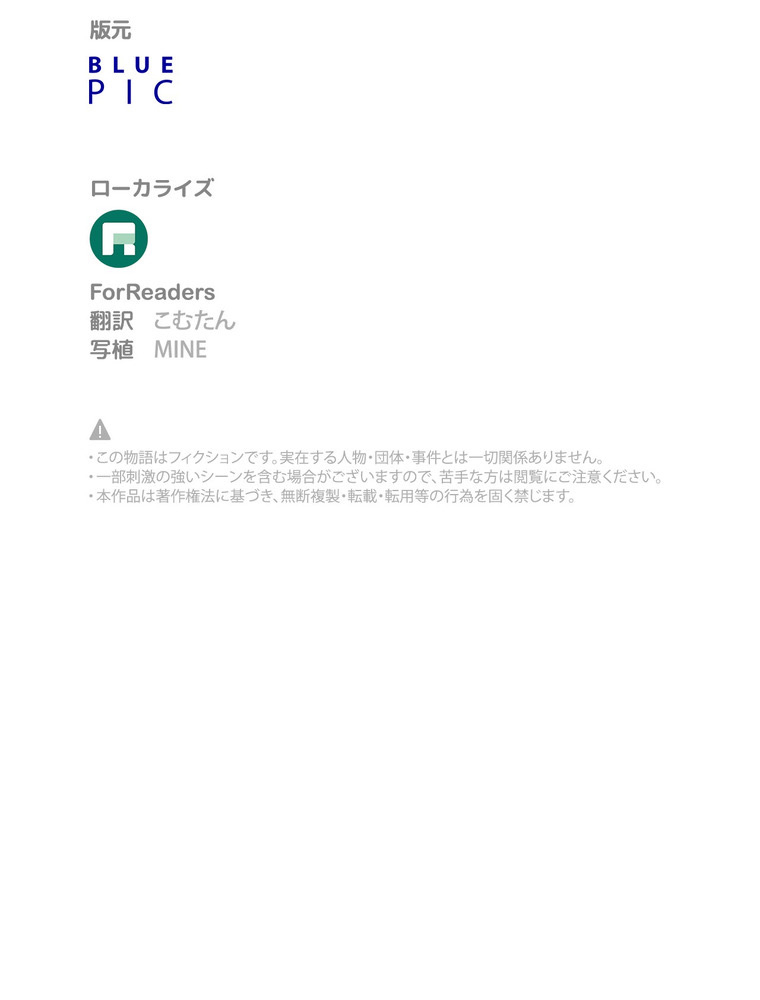 版元
BLUE
PIC
ローカライズ
ForReaders
翻訳 こむたん
写植 MINE
・この物語はフィクションです。実在する人物・団体・事件とは一切関係ありません。
・一部刺激の強いシーンを含む場合がございますので、苦手な方は閲覧にご注意ください。
・本作品は著作権法に基づき、無断複製・転載・転用等の行為を固く禁じます。